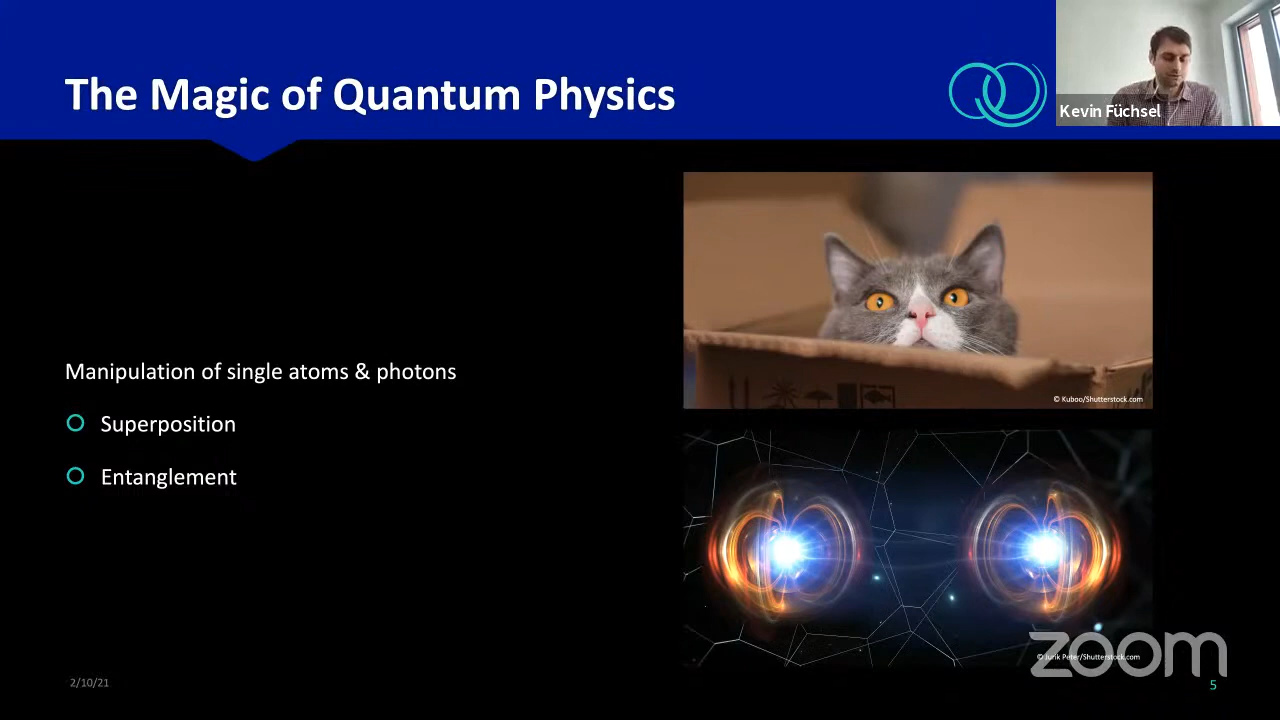 The Magic of Quantum Physics
Kevin Füchsel
Manipulation of single atoms & photons
Superposition
Entanglement
© Kuboo/Shutterstock.com
© Jurik Peter/Shutterstock.com
zoom
2/10/21
5